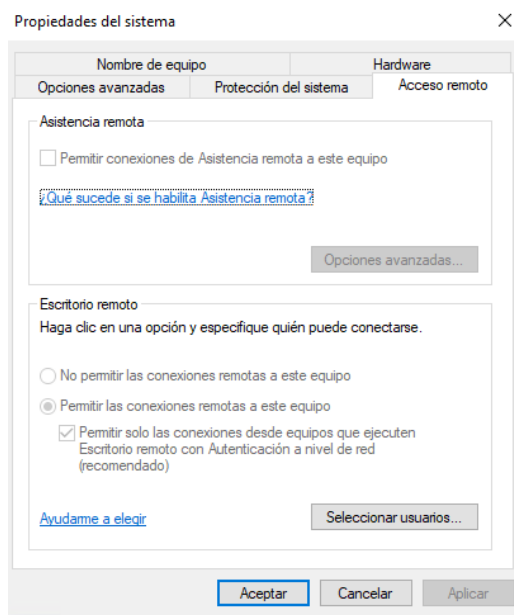 Propiedades del sistema
Nombre de equipo
Hardware
Opciones avanzadas
Protección del sistema
Acceso remoto
Asistencia remota
Permitir conexiones de Asistencia remota a este equipo
¿Qué sucede si se habilita Asistencia remota?
Opciones avanzadas...
Escritorio remoto
Haga clic en una opción y especifique quién puede conectarse.
No permitir las conexiones remotas a este equipo
Permitir las conexiones remotas a este equipo
Permitir solo las conexiones desde equipos que ejecuten
Escritorio remoto con Autenticación a nivel de red
(recomendado)
Ayudarme a elegir
Seleccionar usuarios...
Aceptar
Cancelar
Aplicar